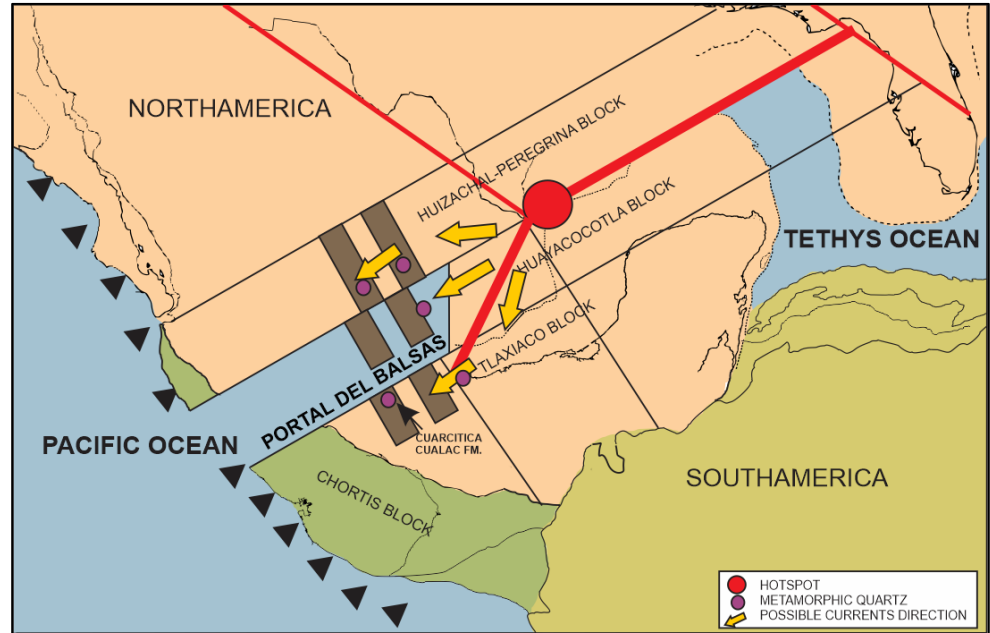 NORTHAMERICA
HUIZACHAL-PEREGRINA BLOCK
HUAYACOCOTLA BLOCK
TETHYS OCEAN
TLAXIACO BLOCK
PORTAL DEL BALSAS
PACIFIC OCEAN
CUARCITICA
CUALAC FM.
SOUTHAMERICA
CHORTIS BLOCK
HOTSPOT
METAMORPHIC QUARTZ
POSSIBLE CURRENTS DIRECTION